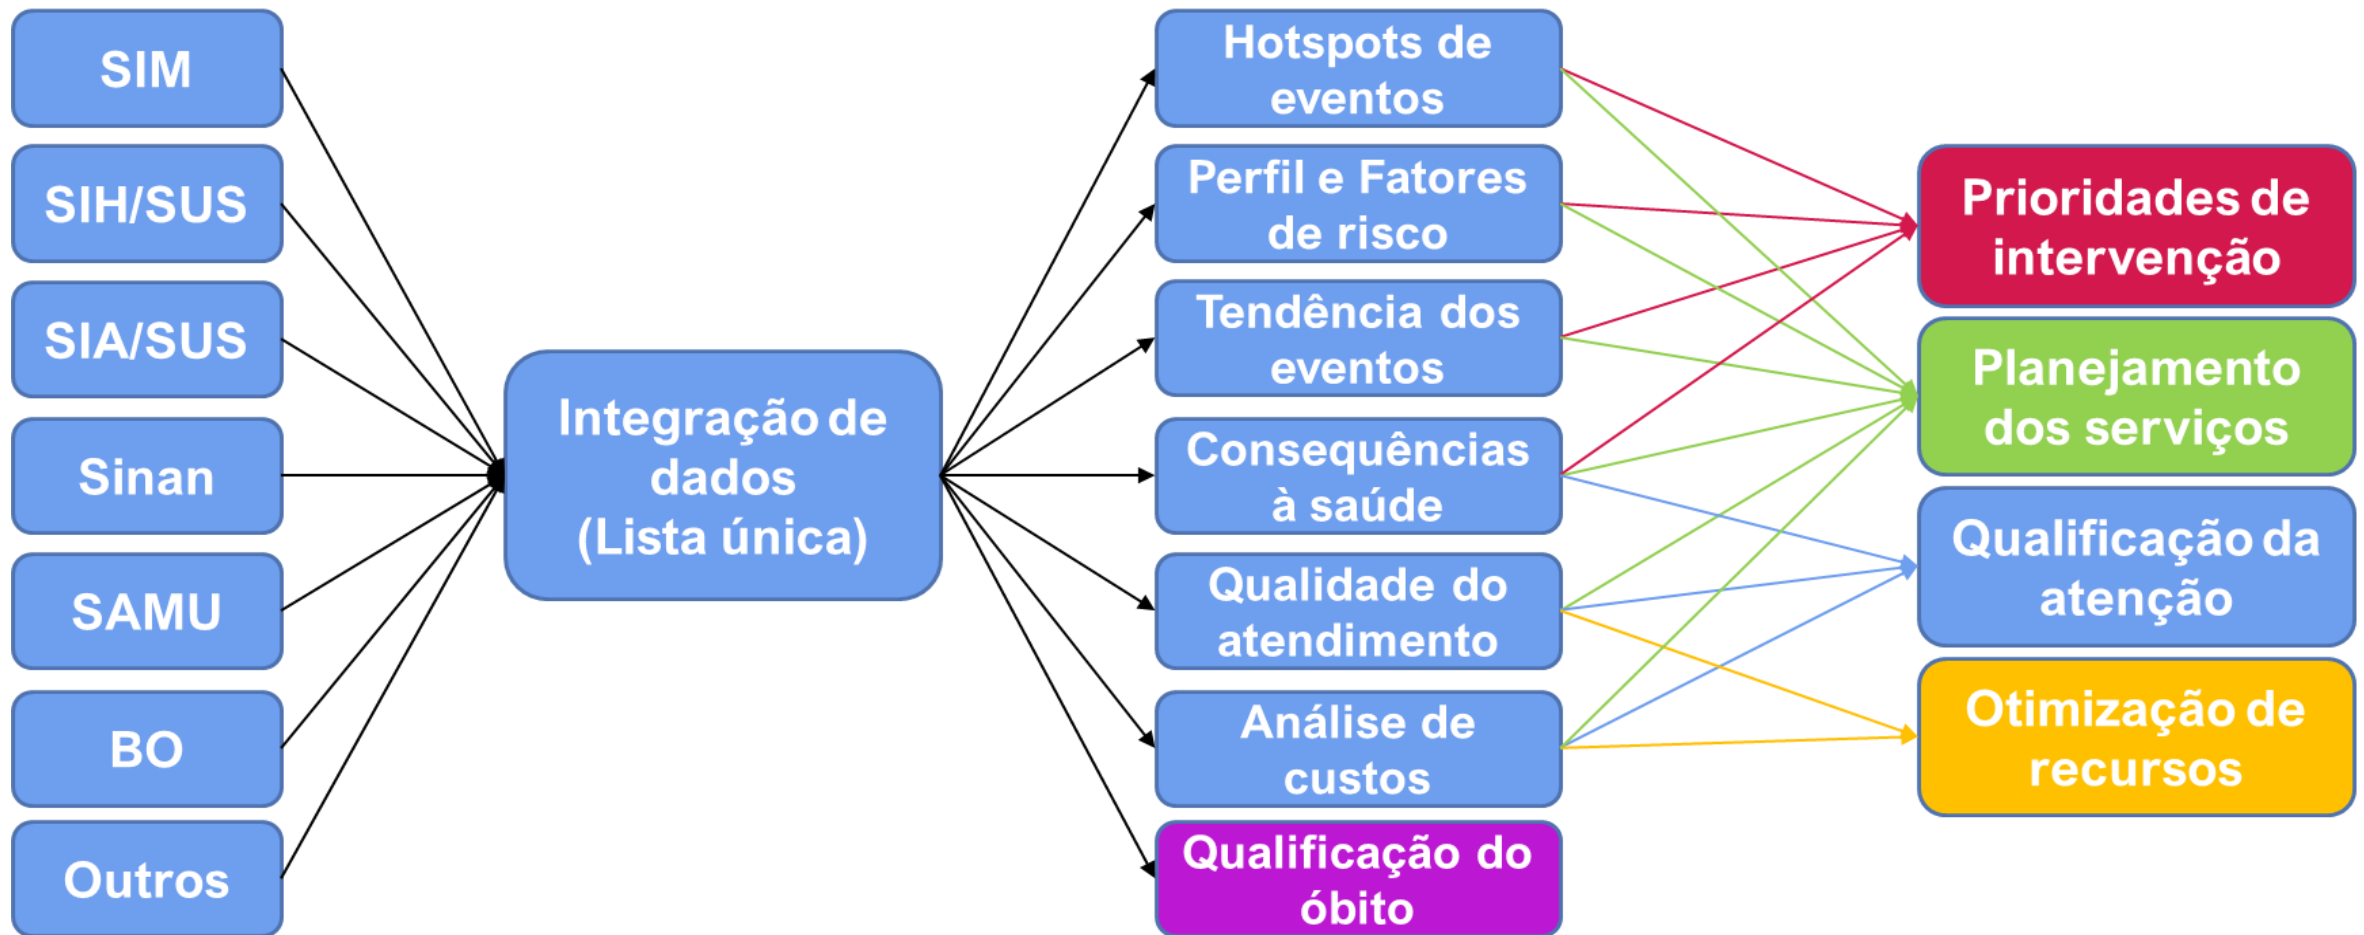 SIM
SIH/SUS
SIA/SUS
Sinan
SAMU
BO
Outros
Integração de
dados
(Lista única)
Hotspots de
eventos
Perfil e Fatores
de risco
Tendência dos
eventos
Consequências
à saúde
Qualidade do
atendimento
Análise de
custos
Qualificação do
óbito
Prioridades de
intervenção
Planejamento
dos serviços
Qualificação da
atenção
Otimização de
recursos